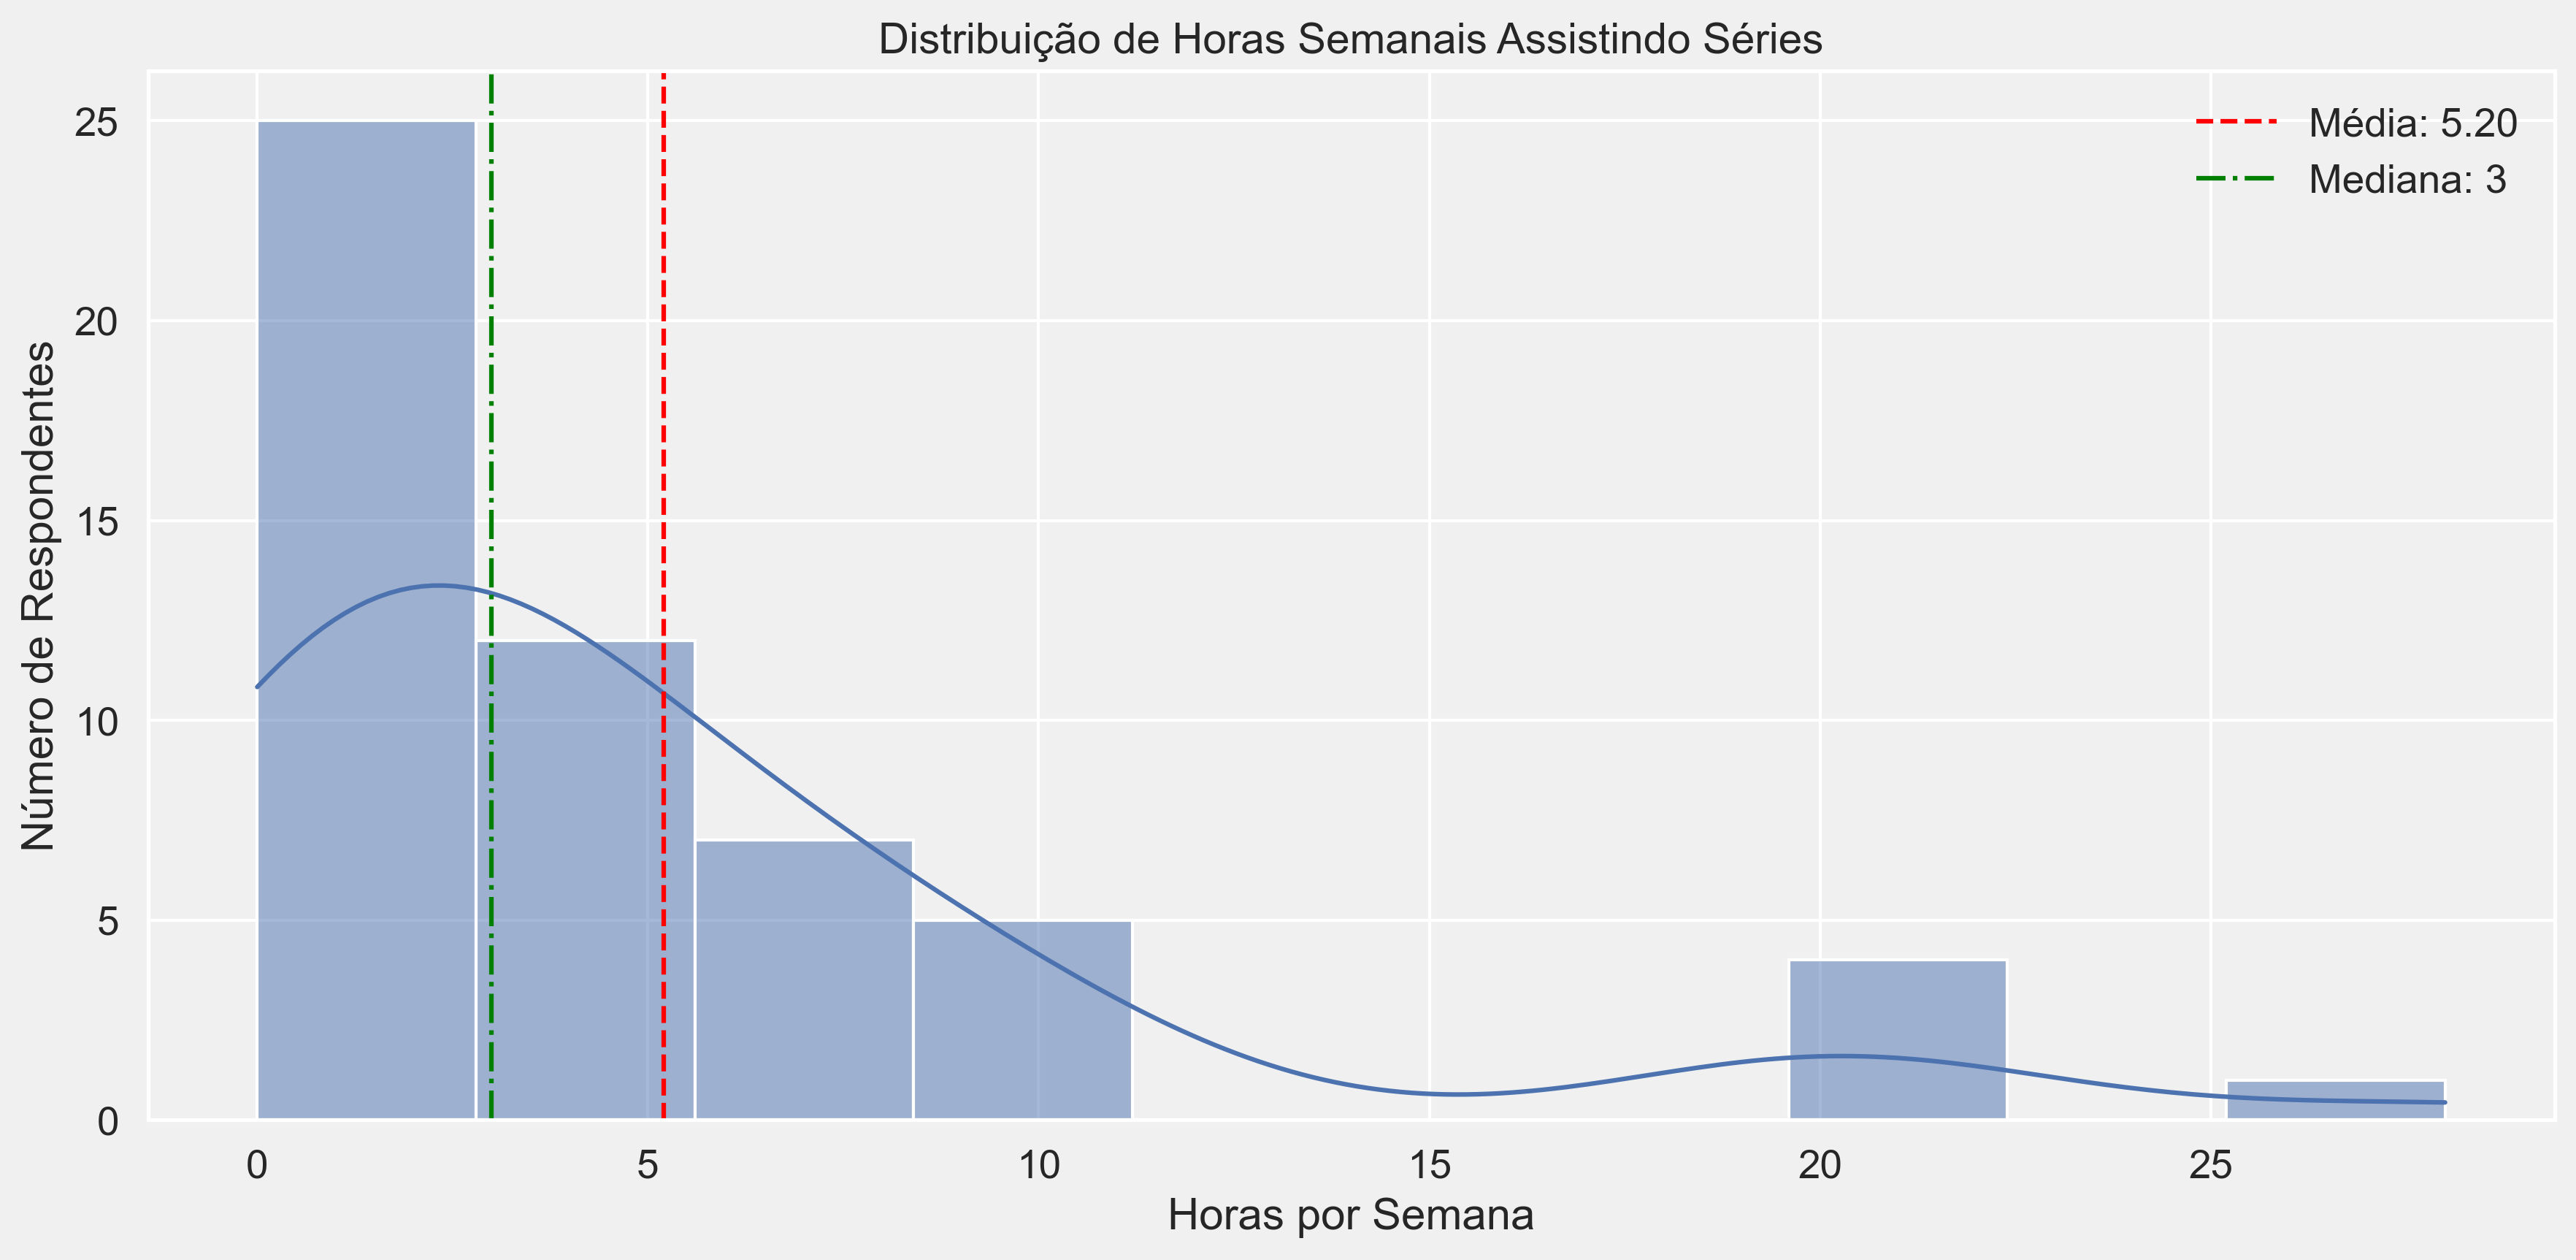 Distribuição de Horas Semanais Assistindo Séries
Média: 5.20
Mediana: 3
Número de Respondentes
25
20
15
10
5
0
0 5 10 15 20 25
Horas por Semana